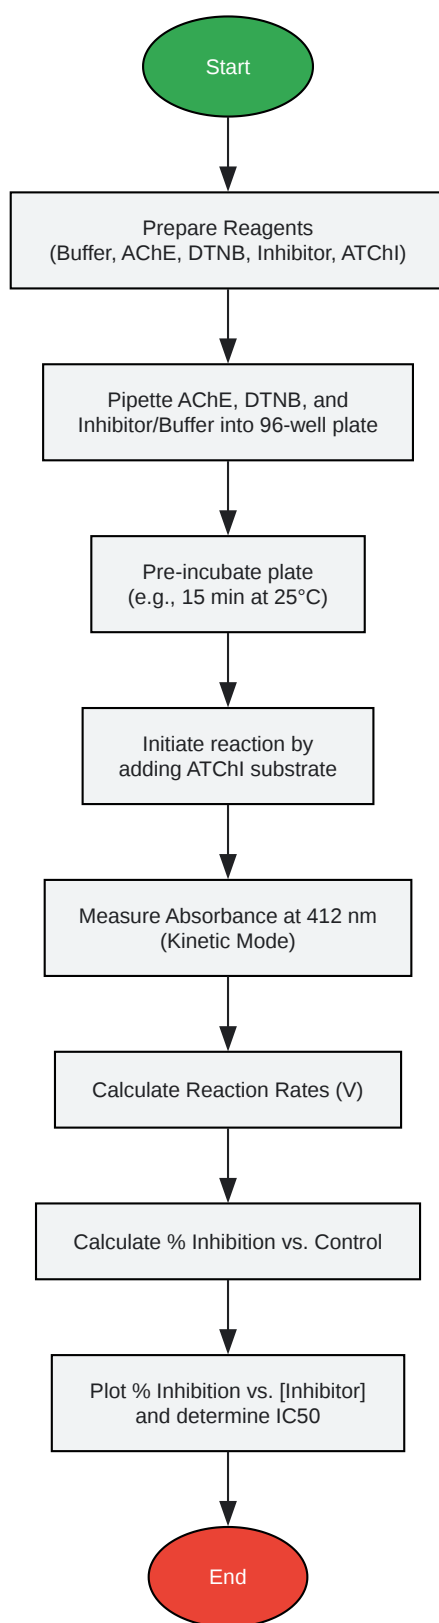 Start
Prepare Reagents
(Buffer, AChE, DTNB, Inhibitor, ATChI)
Pipette AChE, DTNB, and
Inhibitor/Buffer into 96-well plate
Pre-incubate plate
(e.g., 15 min at 25°C)
Initiate reaction by
adding ATChI substrate
Measure Absorbance at 412 nm
(Kinetic Mode)
Calculate Reaction Rates (V)
Calculate % Inhibition vs. Control
Plot % Inhibition vs. [Inhibitor]
and determine IC50
End